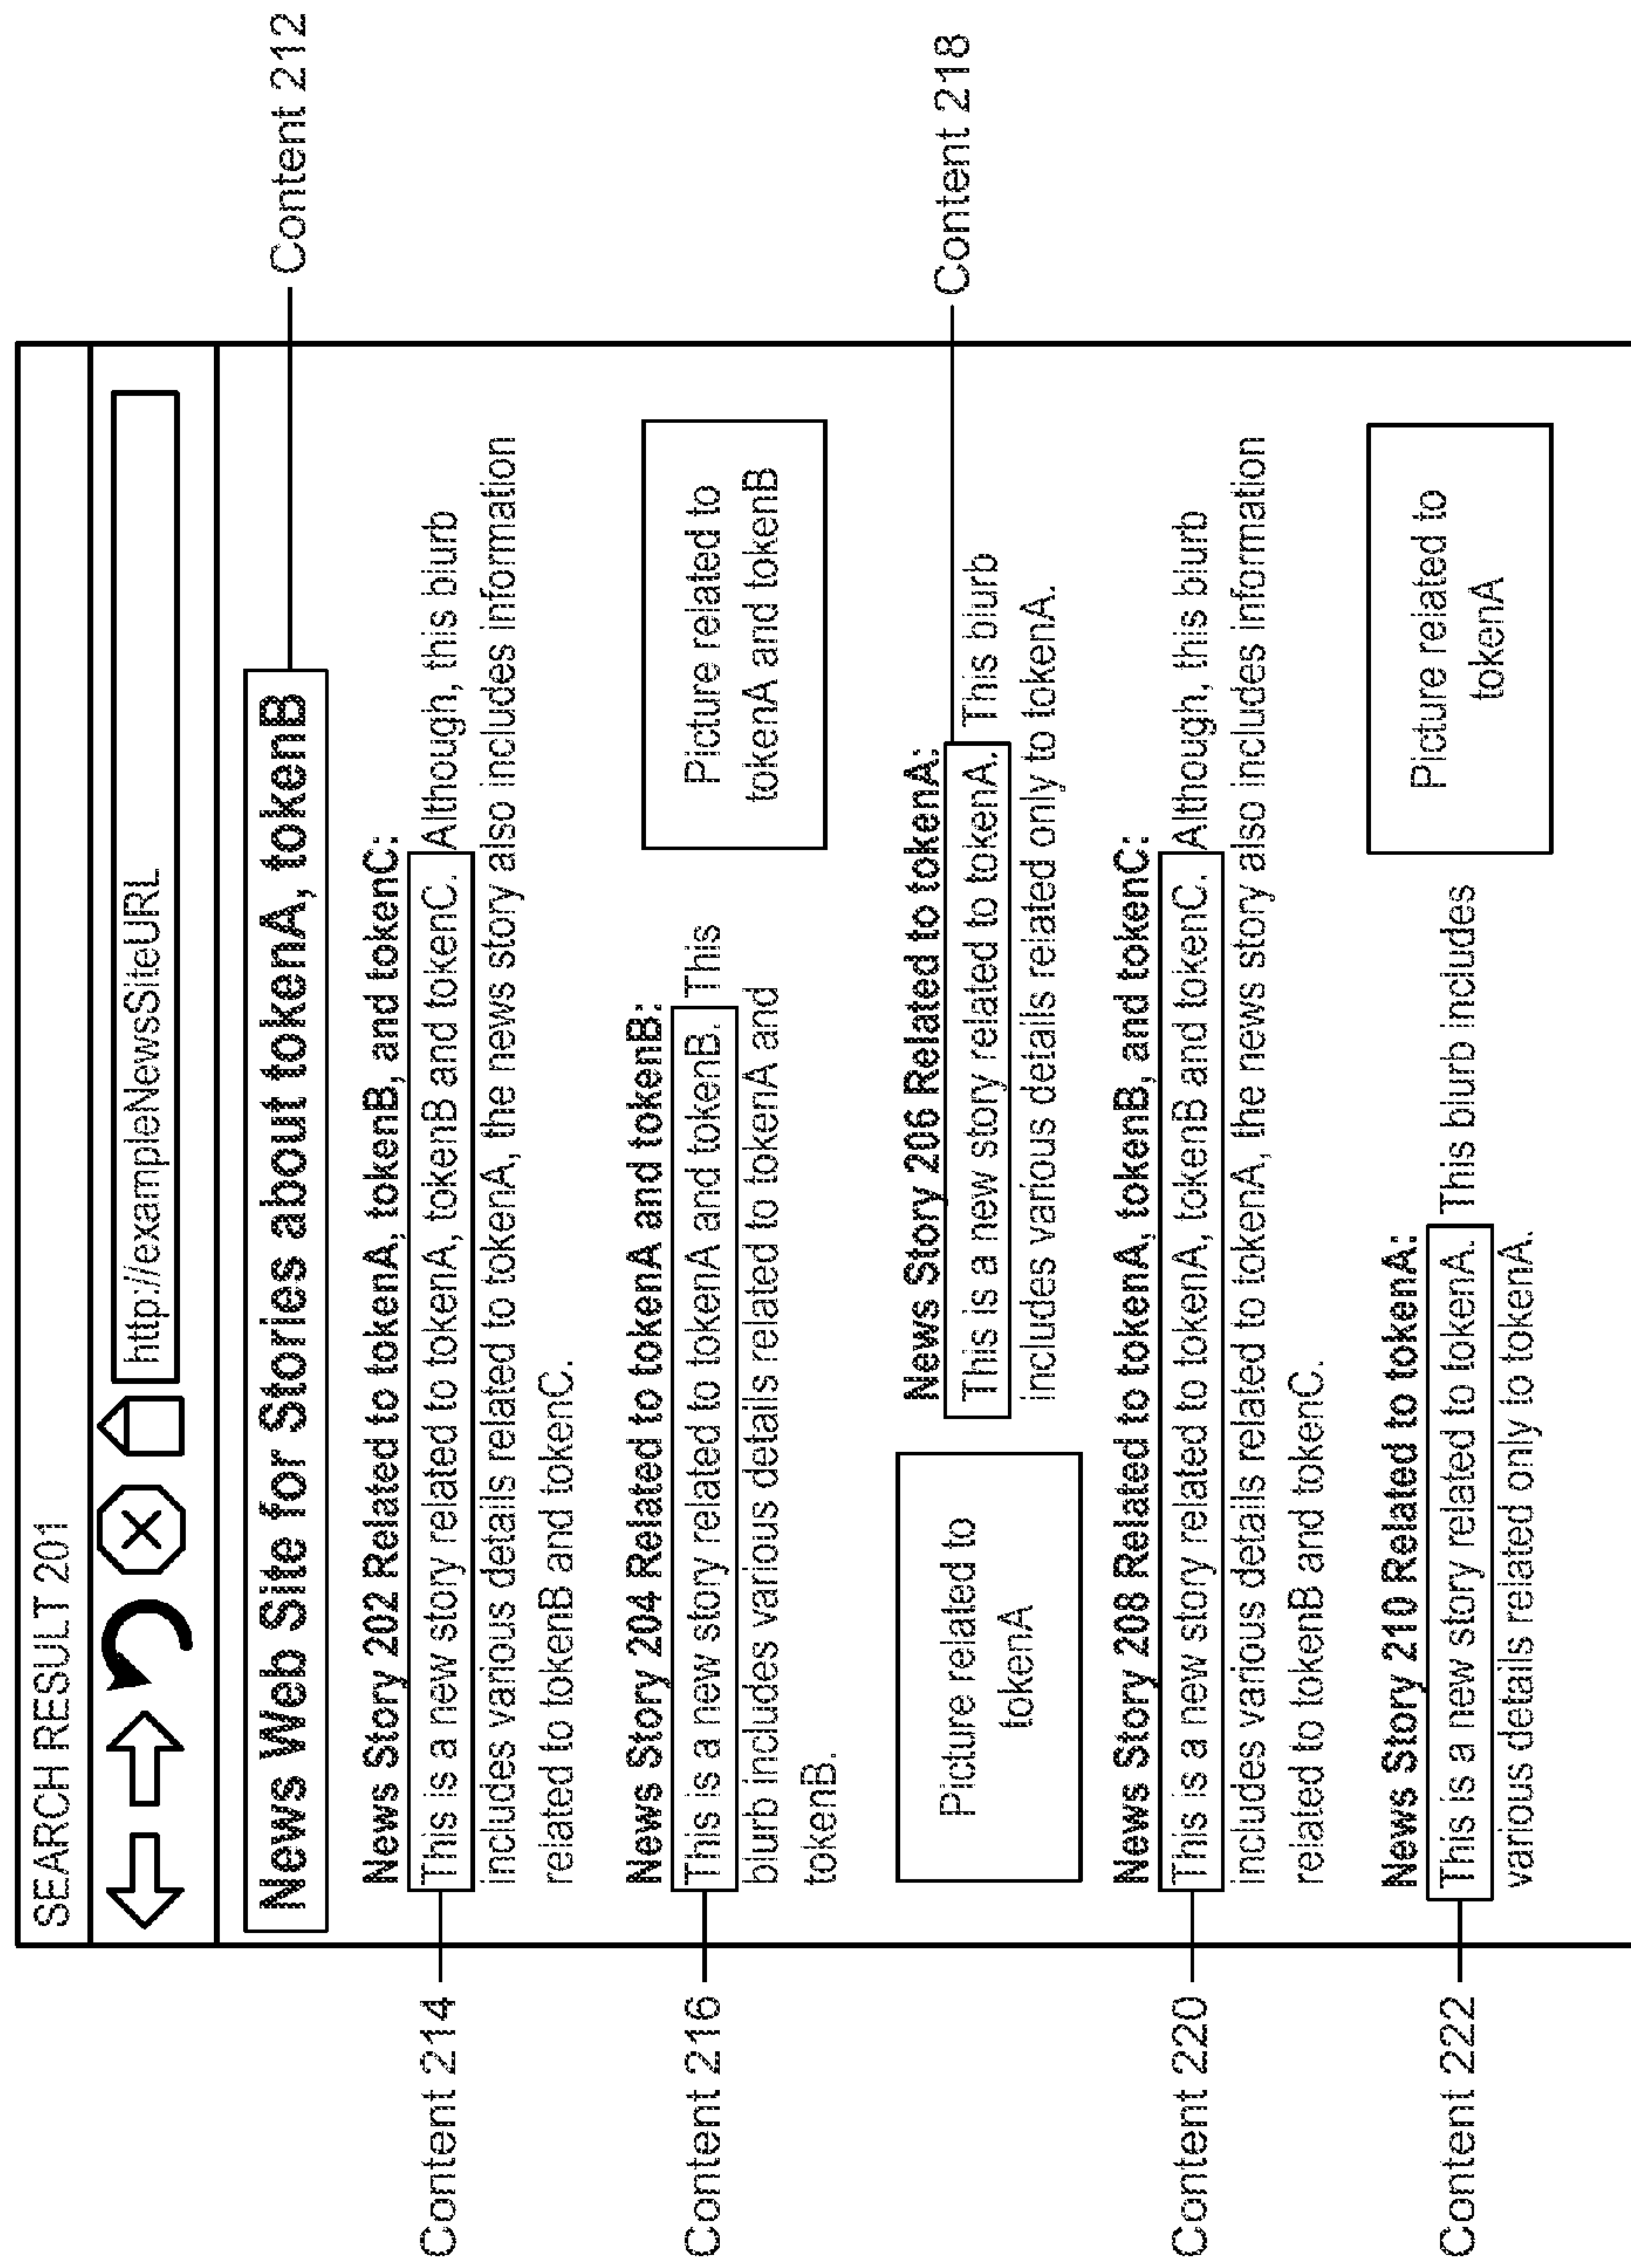 SEARCH RESULT 201
http://exampleNewsSiteURL
News Web Site for Stories about tokenA, tokenB
Content 212
News Story 202 Related to tokenA, tokenB, and tokenC:
Content 214
This is a new story related to tokenA, tokenB and tokenC. Although, this blurb
includes various details related to tokenA, the news story also includes information
related to tokenB and tokenC.
News Story 204 Related to tokenA and tokenB:
Content 216
This is a new story related to tokenA and tokenB. This
blurb includes various details related to tokenA and
tokenB.
Picture related to
tokenA and tokenB
Picture related to
tokenA
News Story 206 Related to tokenA:
This is a new story related to tokenA. This blurb
includes various details related only to tokenA.
Content 218
News Story 208 Related to tokenA, tokenB, and tokenC:
Content 220
This is a new story related to tokenA, tokenB and tokenC. Although, this blurb
includes various details related to tokenA, the news story also includes information
related to tokenB and tokenC.
News Story 210 Related to tokenA:
Content 222
This is a new story related to tokenA. This blurb includes
various details related only to tokenA.
Picture related to
tokenA